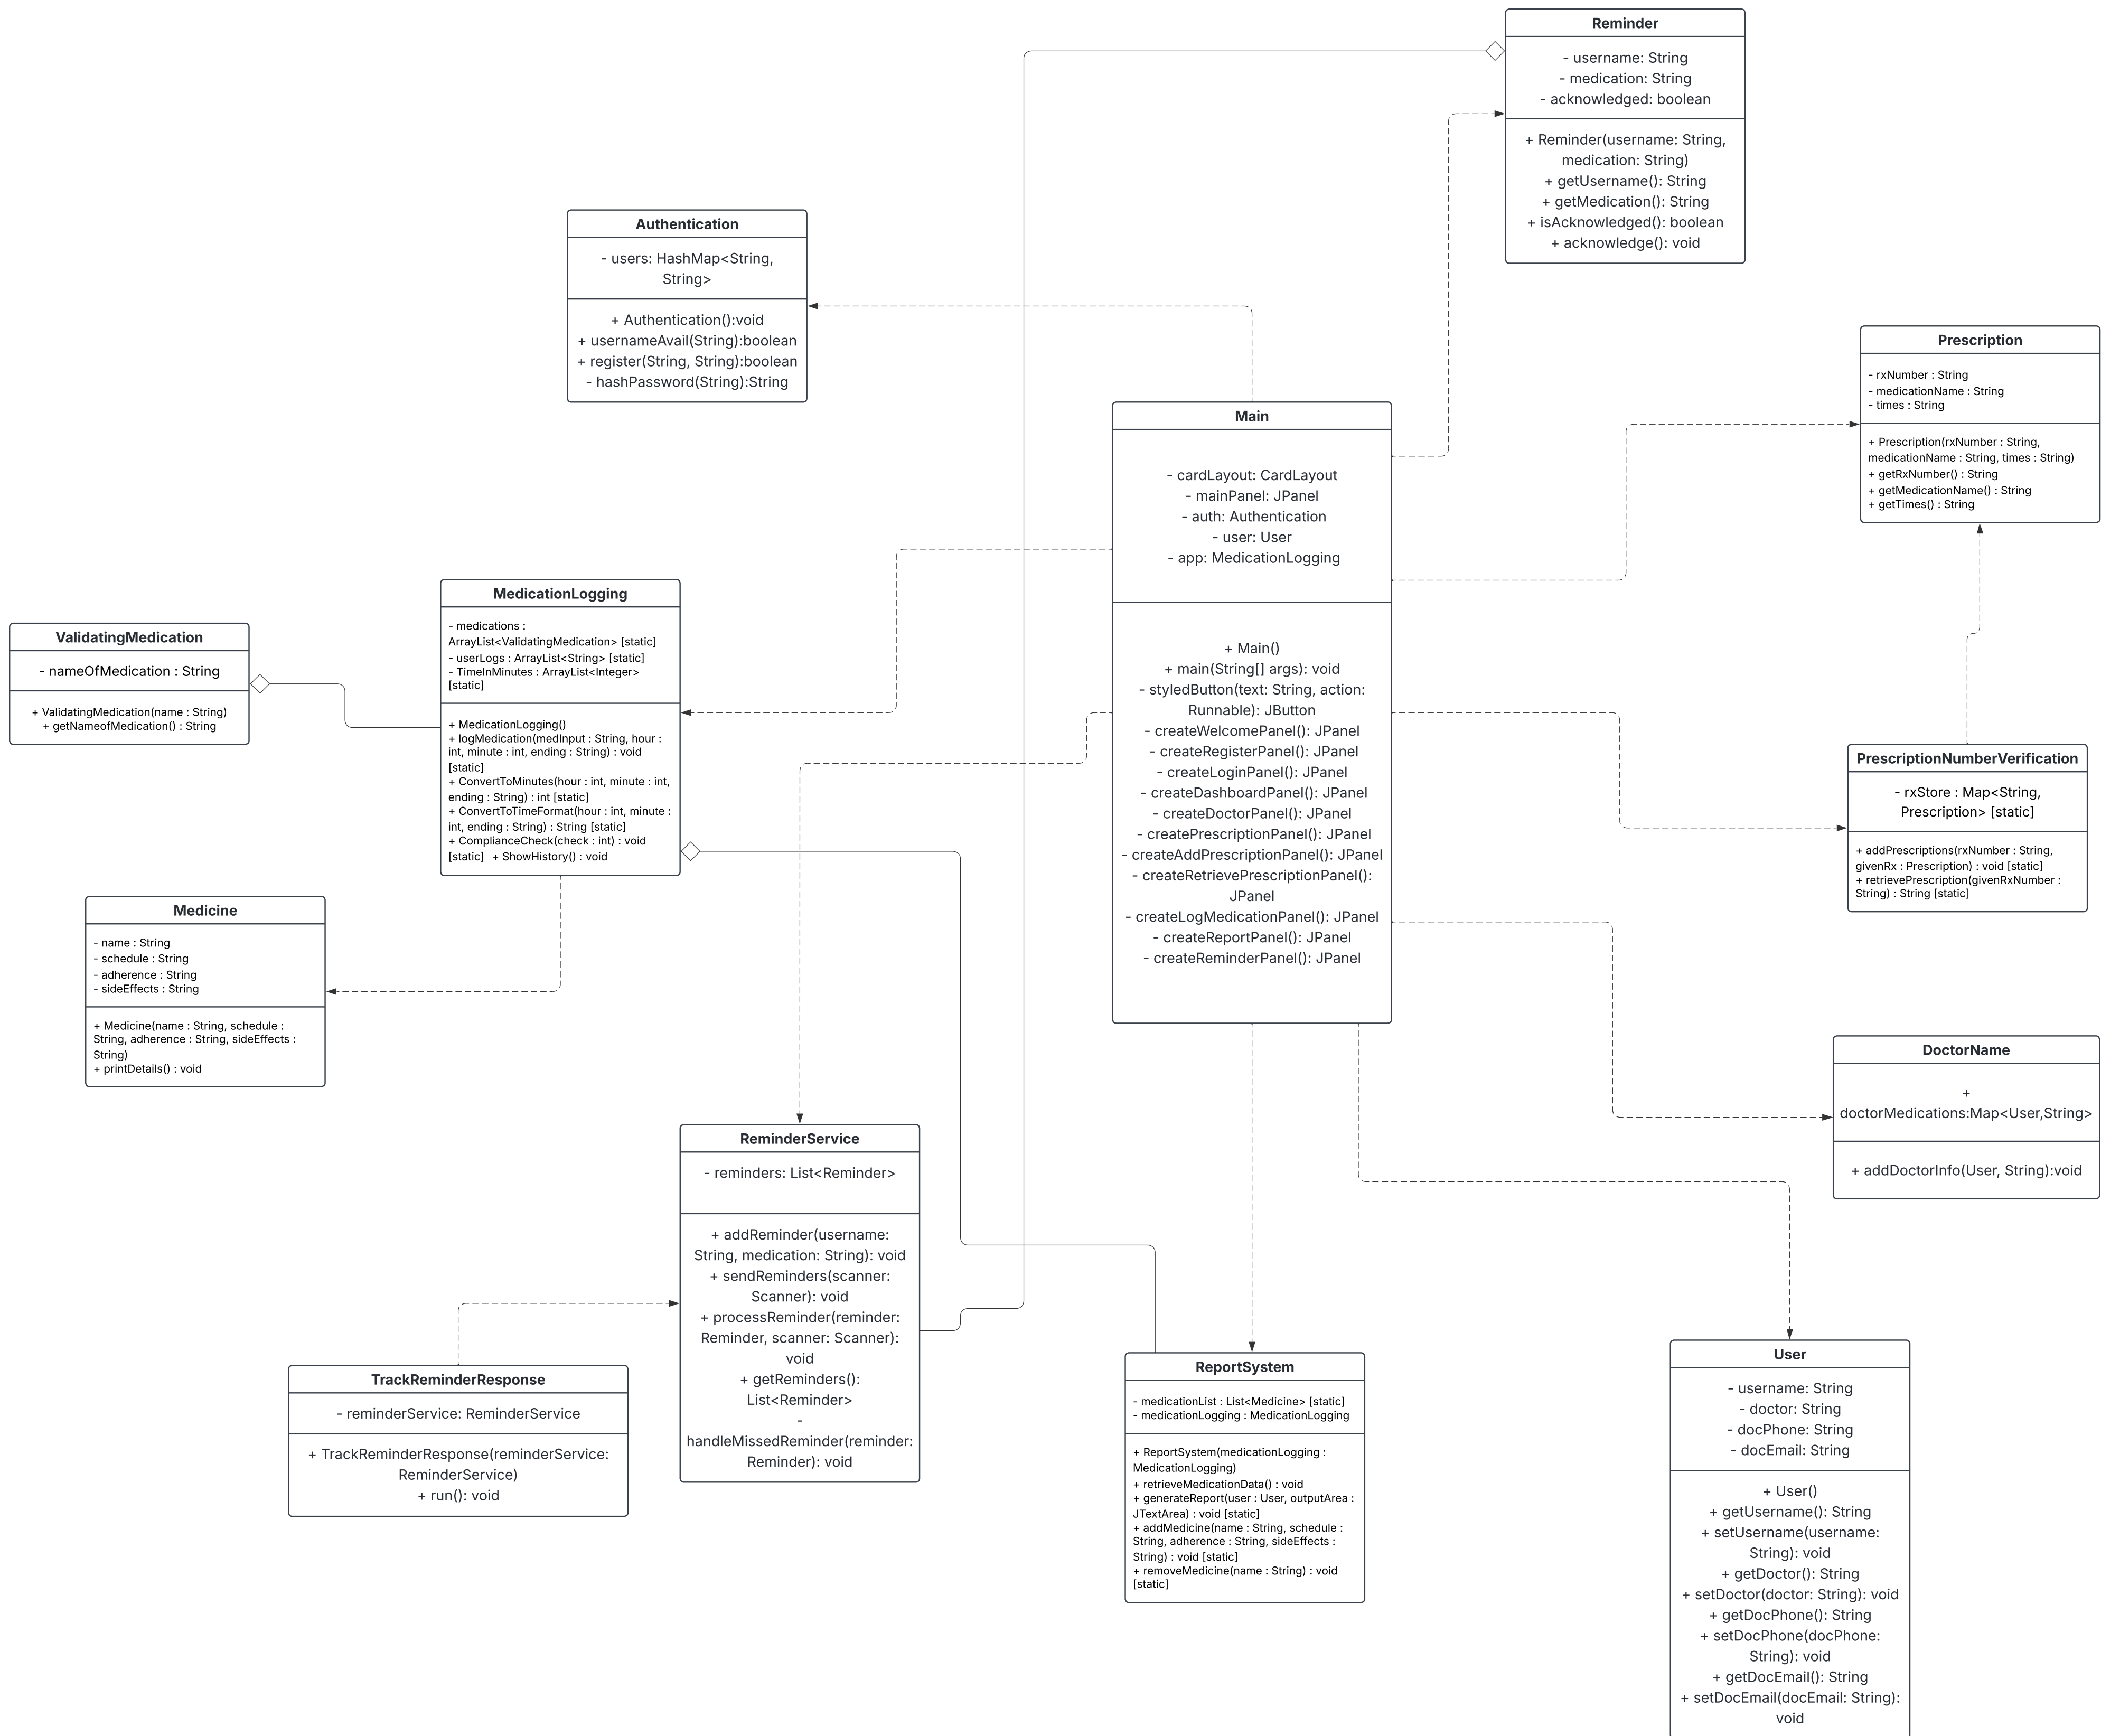 Reminder
- username: String
- medication: String
- acknowledged: boolean
+ Reminder(username: String,
medication: String)
+ getUsername(): String
+ getMedication(): String
+ isAcknowledged(): boolean
+ acknowledge(): void
Authentication
- users: HashMap<String,
String>
+ Authentication():void
+ usernameAvail(String):boolean
+ register(String, String):boolean
- hashPassword(String):String
Prescription
- rxNumber : String
- medicationName : String
- times : String
+ Prescription(rxNumber : String,
medicationName : String, times : String)
+ getRxNumber() : String
+ getMedicationName() : String
+ getTimes() : String
Main
- cardLayout: CardLayout
- mainPanel: JPanel
- auth: Authentication
- user: User
- app: MedicationLogging
+ Main()
+ main(String[] args): void
- styledButton(text: String, action:
Runnable): JButton
- createWelcomePanel(): JPanel
- createRegisterPanel(): JPanel
- createLoginPanel(): JPanel
- createDashboardPanel(): JPanel
- createDoctorPanel(): JPanel
- createPrescriptionPanel(): JPanel
- createAddPrescriptionPanel(): JPanel
- createRetrievePrescriptionPanel():
JPanel
- createLogMedicationPanel(): JPanel
- createReportPanel(): JPanel
- createReminderPanel(): JPanel
MedicationLogging
- medications :
ArrayList<ValidatingMedication> [static]
- userLogs : ArrayList<String> [static]
- TimeInMinutes : ArrayList<Integer>
[static]
+ MedicationLogging()
+ logMedication(medInput : String, hour :
int, minute : int, ending : String) : void
[static]
+ ConvertToMinutes(hour : int, minute : int,
ending : String) : int [static]
+ ConvertToTimeFormat(hour : int, minute :
int, ending : String) : String [static]
+ ComplianceCheck(check : int) : void
[static] + ShowHistory() : void
ValidatingMedication
- nameOfMedication : String
+ ValidatingMedication(name : String)
+ getNameofMedication() : String
PrescriptionNumberVerification
- rxStore : Map<String,
Prescription> [static]
+ addPrescriptions(rxNumber : String,
givenRx : Prescription) : void [static]
+ retrievePrescription(givenRxNumber :
String) : String [static]
Medicine
- name : String
- schedule : String
- adherence : String
- sideEffects : String
+ Medicine(name : String, schedule :
String, adherence : String, sideEffects :
String)
+ printDetails() : void
DoctorName
+
doctorMedications:Map<User,String>
+ addDoctorInfo(User, String):void
ReminderService
- reminders: List<Reminder>
+ addReminder(username:
String, medication: String): void
+ sendReminders(scanner:
Scanner): void
+ processReminder(reminder:
Reminder, scanner: Scanner):
void
+ getReminders():
List<Reminder>
-
handleMissedReminder(reminder:
Reminder): void
TrackReminderResponse
- reminderService: ReminderService
+ TrackReminderResponse(reminderService:
ReminderService)
+ run(): void
ReportSystem
- medicationList : List<Medicine> [static]
- medicationLogging : MedicationLogging
+ ReportSystem(medicationLogging :
MedicationLogging)
+ retrieveMedicationData() : void
+ generateReport(user : User, outputArea :
JTextArea) : void [static]
+ addMedicine(name : String, schedule :
String, adherence : String, sideEffects :
String) : void [static]
+ removeMedicine(name : String) : void
[static]
User
- username: String
- doctor: String
- docPhone: String
- docEmail: String
+ User()
+ getUsername(): String
+ setUsername(username:
String): void
+ getDoctor(): String
+ setDoctor(doctor: String): void
+ getDocPhone(): String
+ setDocPhone(docPhone:
String): void
+ getDocEmail(): String
+ setDocEmail(docEmail: String):
void